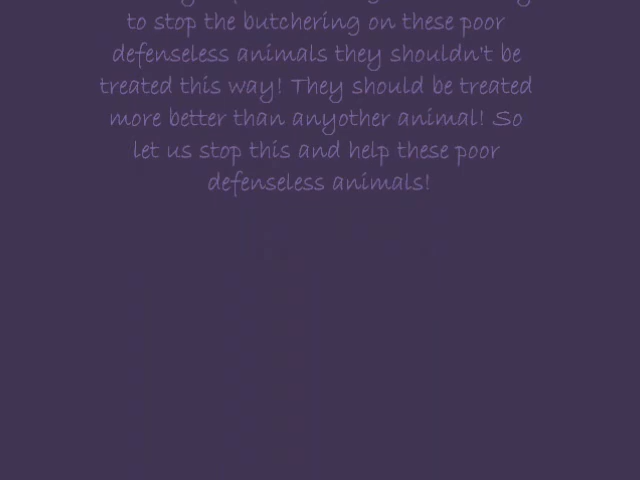 to stop the butchering on these poor
defenseless animals they shouldn't be
treated this way! They should be treated
more better than anyother animal! So
let us stop this and help these poor
defenseless animals!